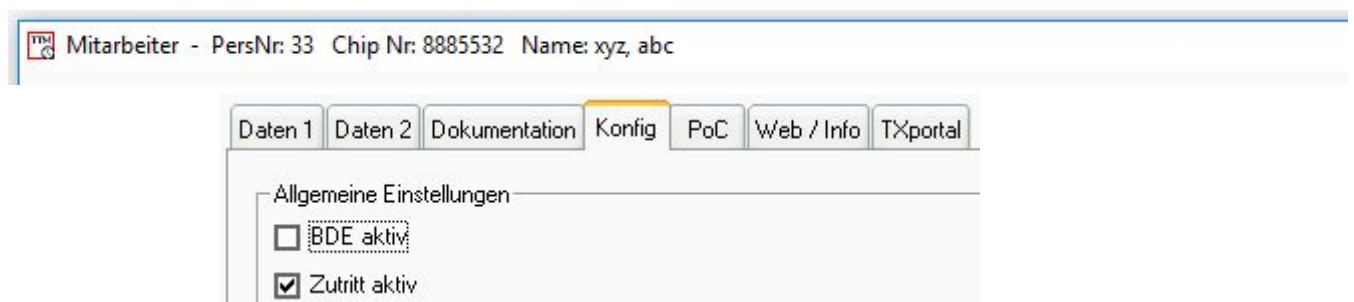 TTM Mitarbeiter - PersNr: 33 Chip Nr: 8885532 Name: xyz, abc
Daten 1 Daten 2 Dokumentation Konfig PoC Web / Info TXportal
Allgemeine Einstellungen
BDE aktiv
Zutritt aktiv